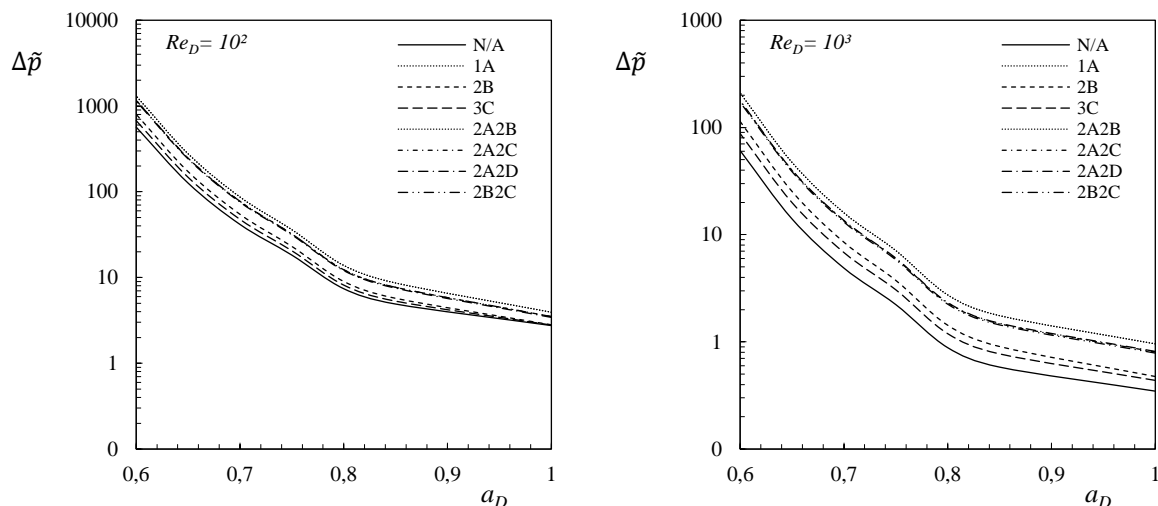 Re_D = 10²
Δp̃
10000
1000
100
10
1
0
0,6
0,7
0,8
0,9
1
a_D
N/A
1A
2B
3C
2A2B
2A2C
2A2D
2B2C
Re_D = 10³
Δp̃
1000
100
10
1
0
0
0,6
0,7
0,8
0,9
1
a_D
N/A
1A
2B
3C
2A2B
2A2C
2A2D
2B2C